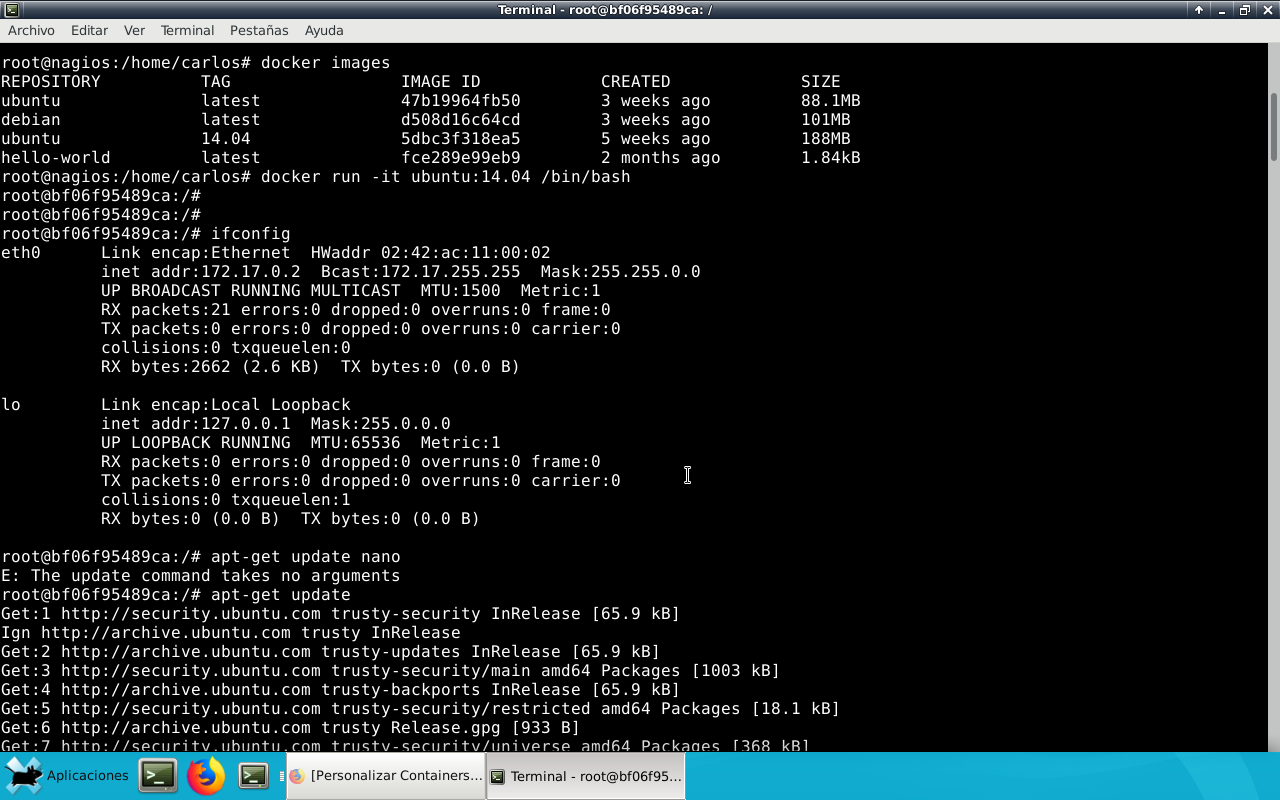 Terminal - root@bf06f95489ca: /
Archivo Editar Ver Terminal Pestañas Ayuda
root@nagios:/home/carlos# docker images
REPOSITORY          TAG                 IMAGE ID            CREATED             SIZE
ubuntu              latest              47b19964fb50        3 weeks ago         88.1MB
debian              latest              d508d16c64cd        3 weeks ago         101MB
ubuntu              14.04               5dbc3f318ea5        5 weeks ago         188MB
hello-world         latest              fce289e99eb9        2 months ago        1.84kB
root@nagios:/home/carlos# docker run -it ubuntu:14.04 /bin/bash
root@bf06f95489ca:/#
root@bf06f95489ca:/#
root@bf06f95489ca:/# ifconfig
eth0      Link encap:Ethernet  HWaddr 02:42:ac:11:00:02
          inet addr:172.17.0.2  Bcast:172.17.255.255  Mask:255.255.0.0
          UP BROADCAST RUNNING MULTICAST  MTU:1500  Metric:1
          RX packets:21 errors:0 dropped:0 overruns:0 frame:0
          TX packets:0 errors:0 dropped:0 overruns:0 carrier:0
          collisions:0 txqueuelen:0
          RX bytes:2662 (2.6 KB)  TX bytes:0 (0.0 B)
lo        Link encap:Local Loopback
          inet addr:127.0.0.1  Mask:255.0.0.0
          UP LOOPBACK RUNNING  MTU:65536  Metric:1
          RX packets:0 errors:0 dropped:0 overruns:0 frame:0
          TX packets:0 errors:0 dropped:0 overruns:0 carrier:0
          collisions:0 txqueuelen:1
          RX bytes:0 (0.0 B)  TX bytes:0 (0.0 B)
root@bf06f95489ca:/# apt-get update nano
E: The update command takes no arguments
root@bf06f95489ca:/# apt-get update
Get:1 http://security.ubuntu.com trusty-security InRelease [65.9 kB]
Ign http://archive.ubuntu.com trusty InRelease
Get:2 http://archive.ubuntu.com trusty-updates InRelease [65.9 kB]
Get:3 http://security.ubuntu.com trusty-security/main amd64 Packages [1003 kB]
Get:4 http://archive.ubuntu.com trusty-backports InRelease [65.9 kB]
Get:5 http://security.ubuntu.com trusty-security/restricted amd64 Packages [18.1 kB]
Get:6 http://archive.ubuntu.com trusty Release.gpg [933 B]
Get:7 http://security.ubuntu.com trusty-security/universe amd64 Packages [368 kB]
Aplicaciones [Personalizar Containers... Terminal - root@bf06f95...